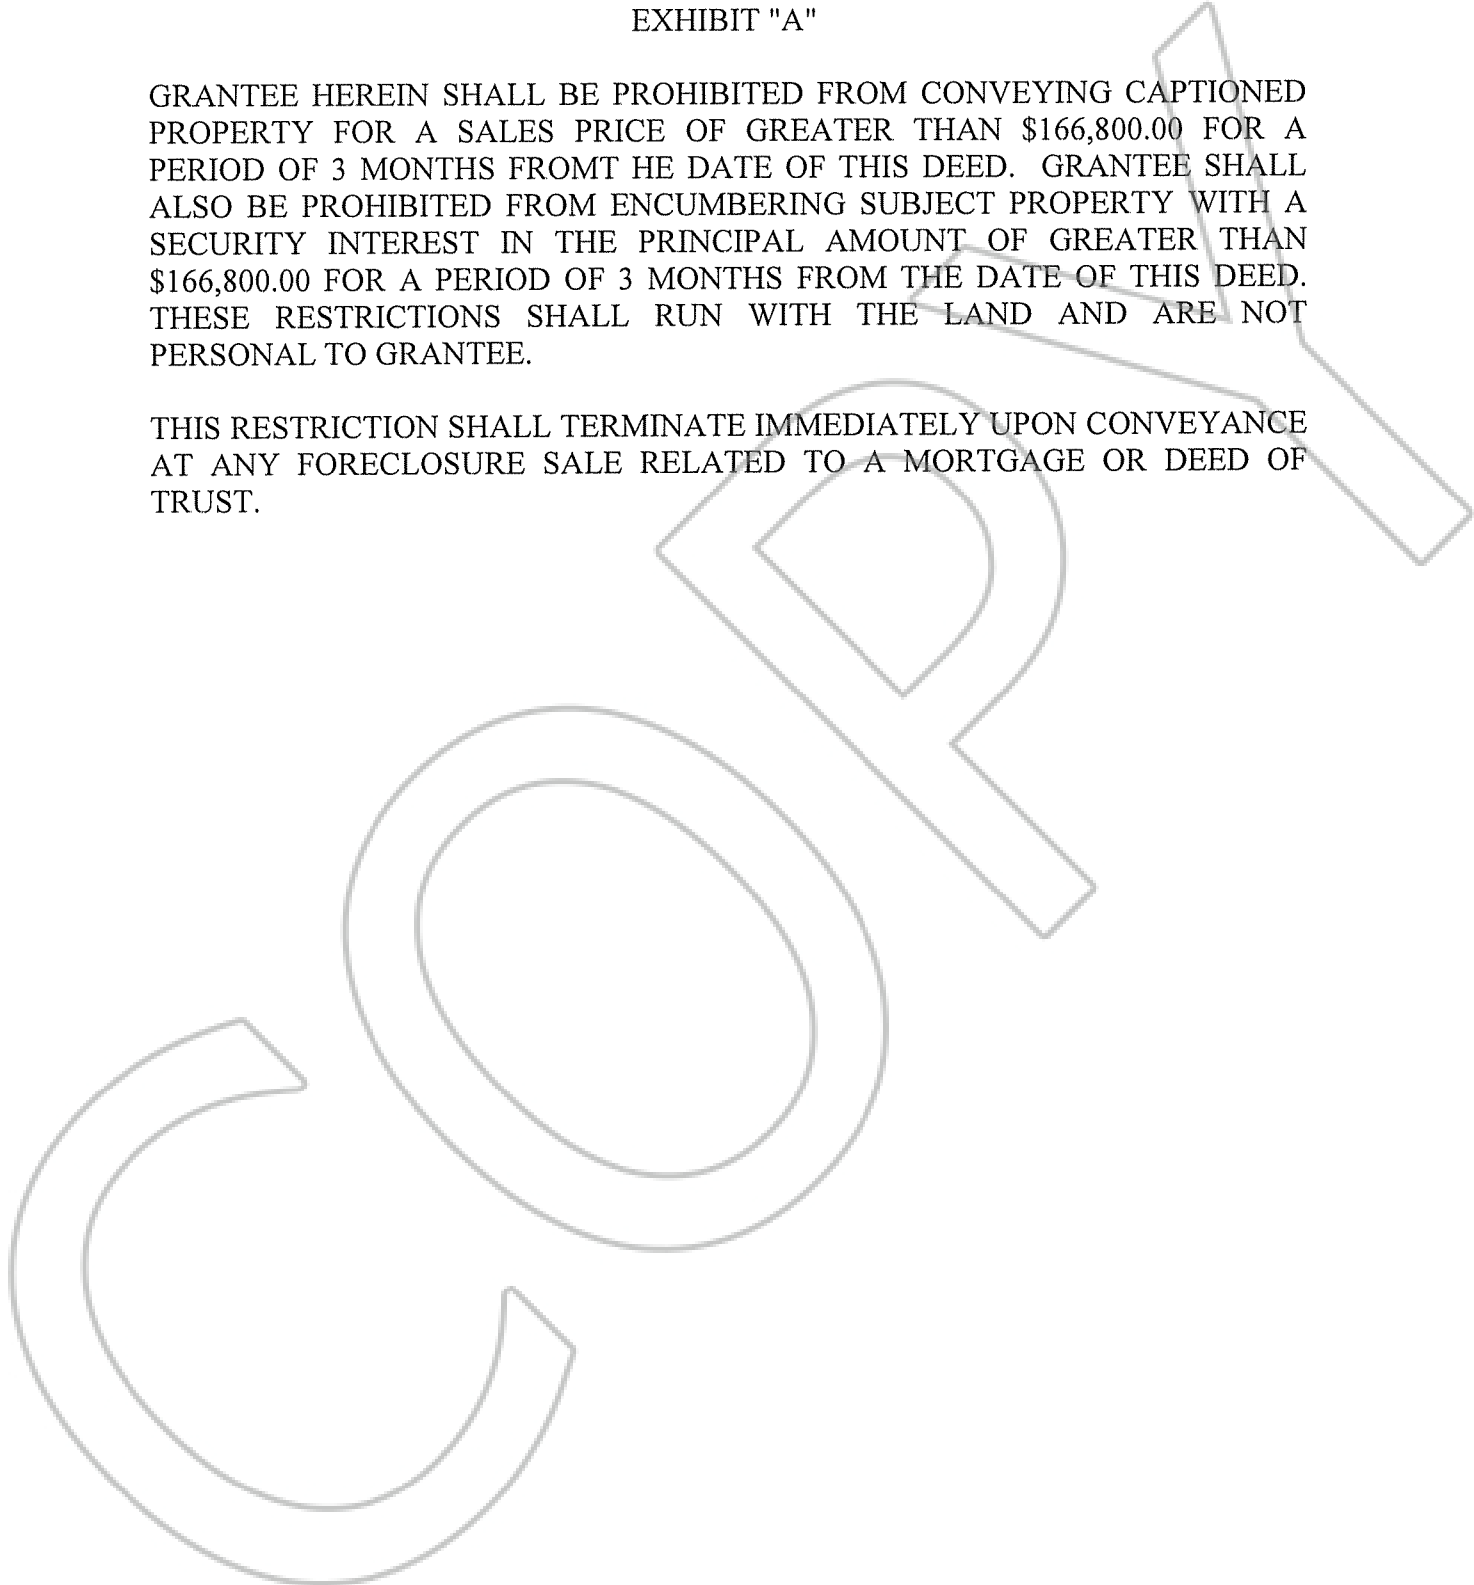 EXHIBIT "A"
GRANTEE HEREIN SHALL BE PROHIBITED FROM CONVEYING CAPTIONED
PROPERTY FOR A SALES PRICE OF GREATER THAN $166,800.00 FOR A
PERIOD OF 3 MONTHS FROMT HE DATE OF THIS DEED. GRANTEE SHALL
ALSO BE PROHIBITED FROM ENCUMBERING SUBJECT PROPERTY WITH A
SECURITY INTEREST IN THE PRINCIPAL AMOUNT OF GREATER THAN
$166,800.00 FOR A PERIOD OF 3 MONTHS FROM THE DATE OF THIS DEED.
THESE RESTRICTIONS SHALL RUN WITH THE LAND AND ARE NOT
PERSONAL TO GRANTEE.
THIS RESTRICTION SHALL TERMINATE IMMEDIATELY UPON CONVEYANCE
AT ANY FORECLOSURE SALE RELATED TO A MORTGAGE OR DEED OF
TRUST.
COPY